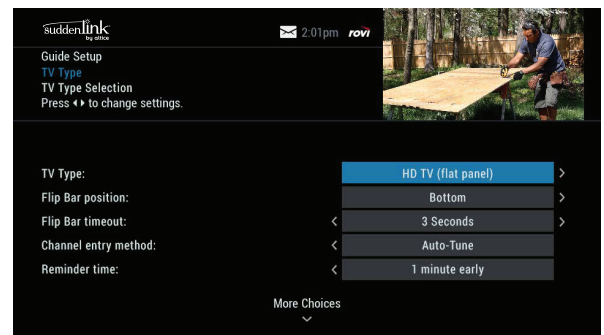 suddenlink
by altice
2:01pm rovi
Guide Setup
TV Type
TV Type Selection
Press to change settings.
TV Type: HD TV (flat panel)
Flip Bar position: Bottom
Flip Bar timeout: 3 Seconds
Channel entry method: Auto-Tune
Reminder time: 1 minute early
More Choices